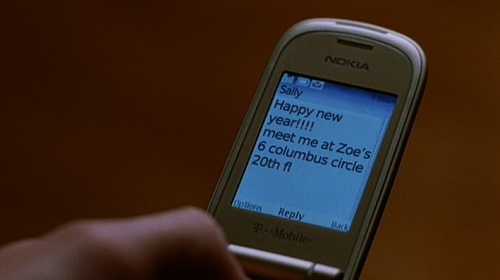 NOKIA
Sally
Happy new
year!!!!
meet me at Zoe's
6 columbus circle
20th fl
Options Reply Back
T··Mobile·